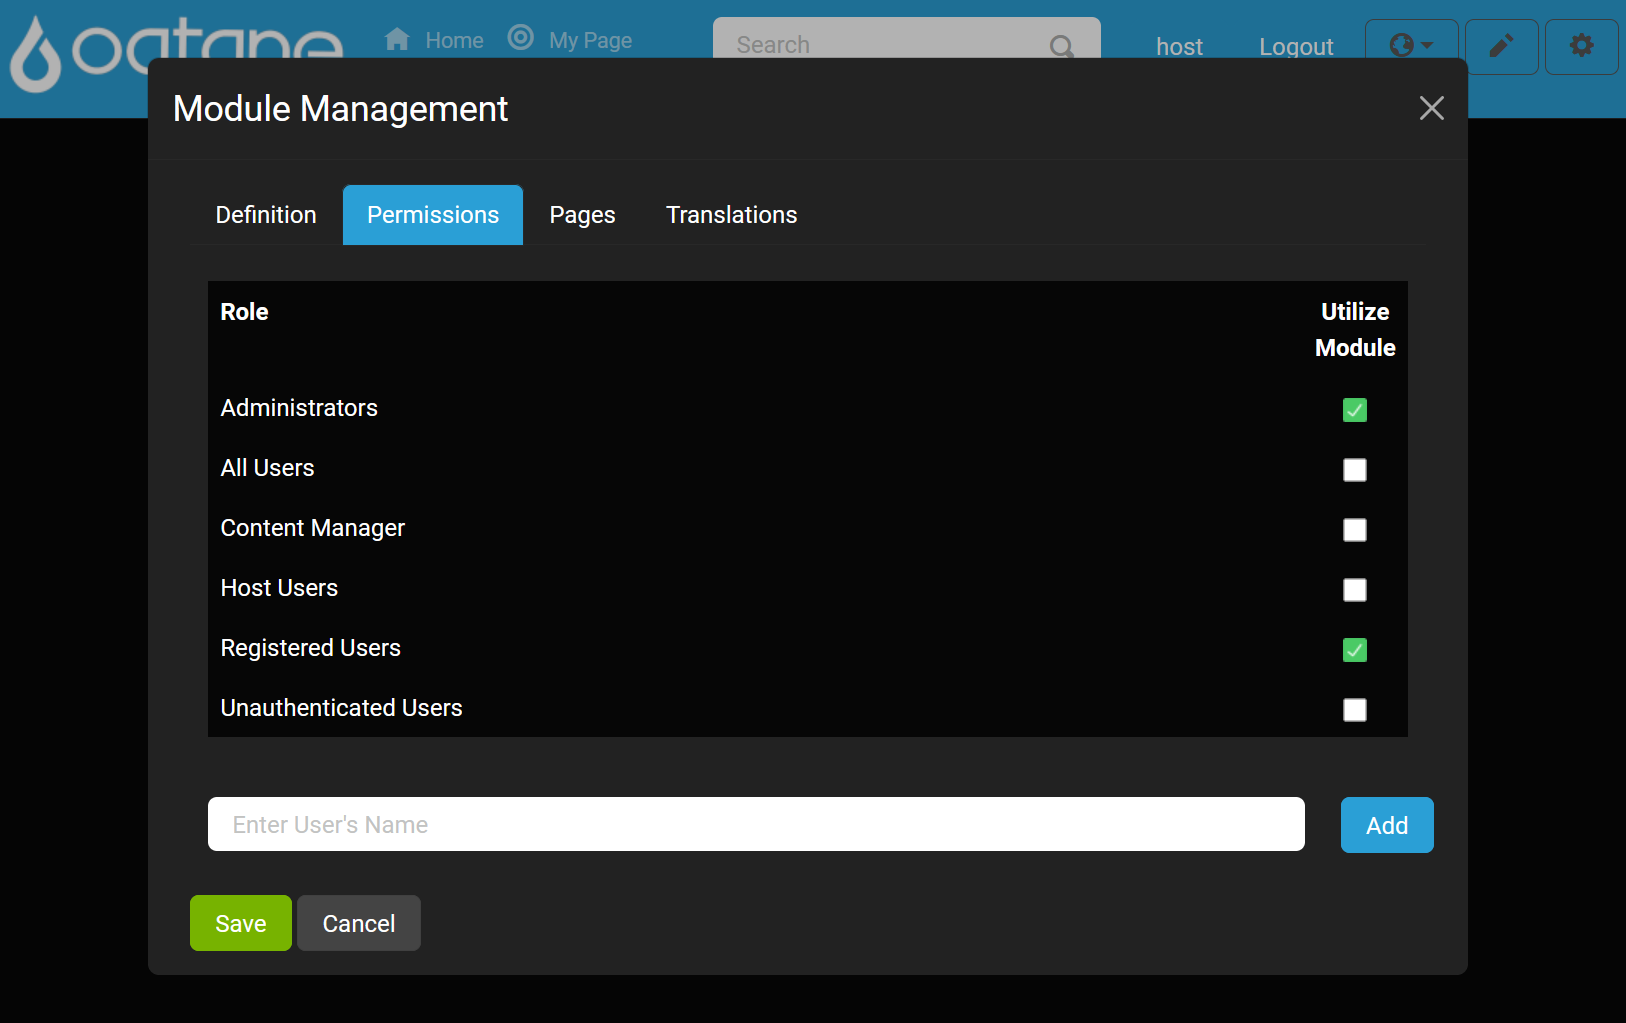 oqtane Home My Page Search host Logout
Module Management
Definition Permissions Pages Translations
Role Utilize
Module
Administrators
All Users
Content Manager
Host Users
Registered Users
Unauthenticated Users
Enter User's Name Add
Save Cancel